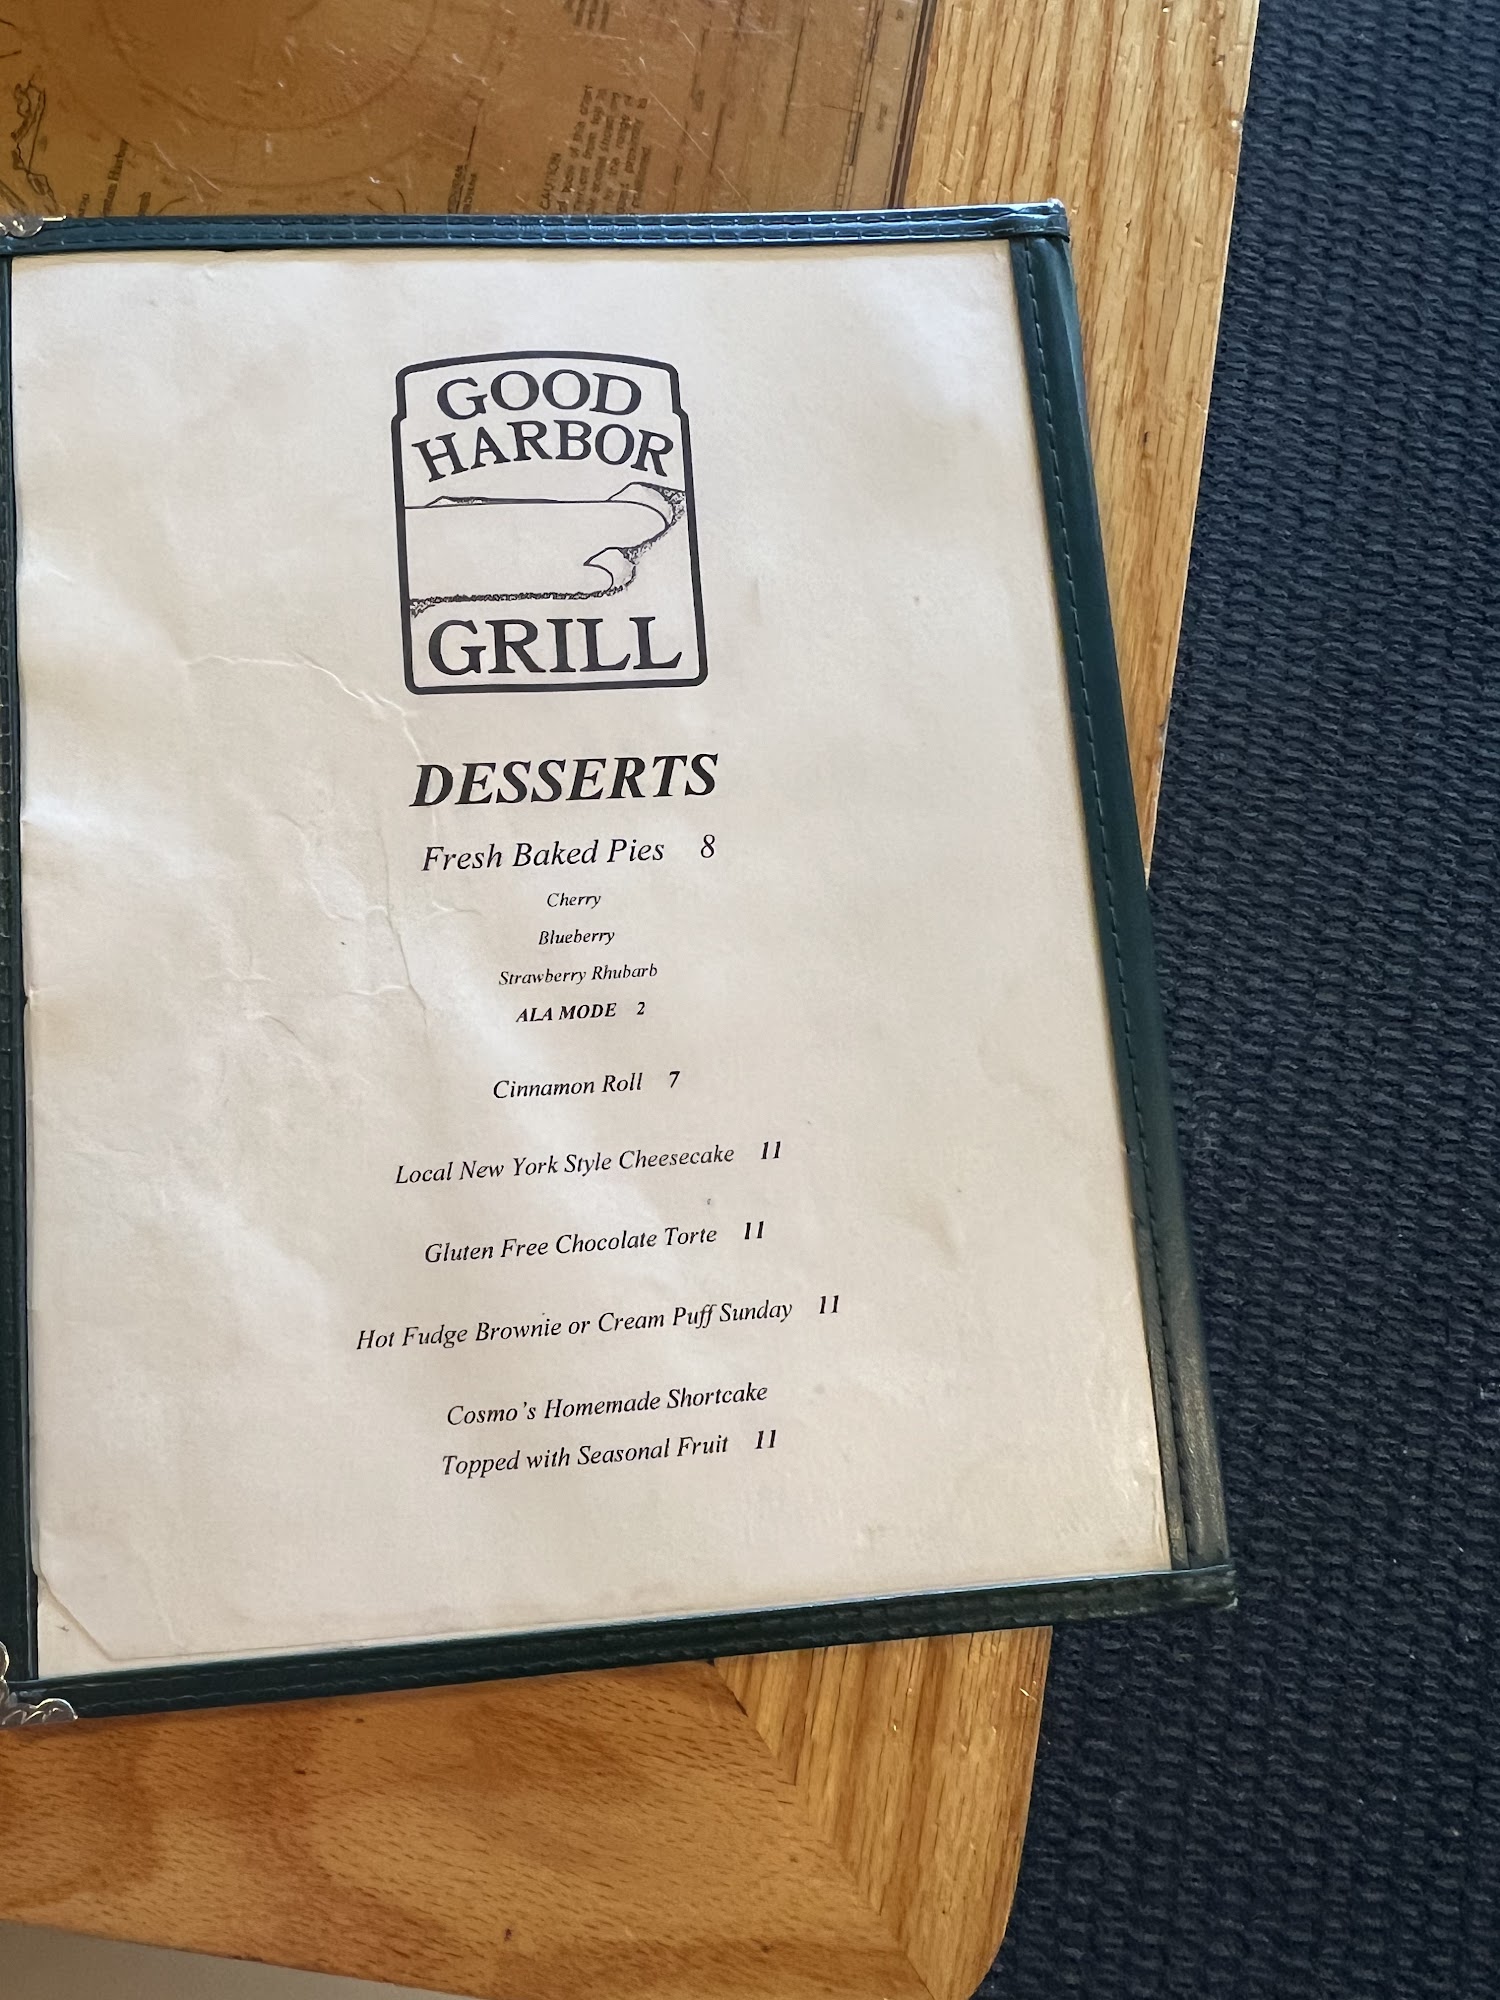 CAUTION
GOOD
HARBOR
GRILL
DESSERTS
Fresh Baked Pies 8
Cherry
Blueberry
Strawberry Rhubarb
ALA MODE 2
Cinnamon Roll 7
Local New York Style Cheesecake 11
Gluten Free Chocolate Torte 11
Hot Fudge Brownie or Cream Puff Sunday 11
Cosmo's Homemade Shortcake
Topped with Seasonal Fruit 11